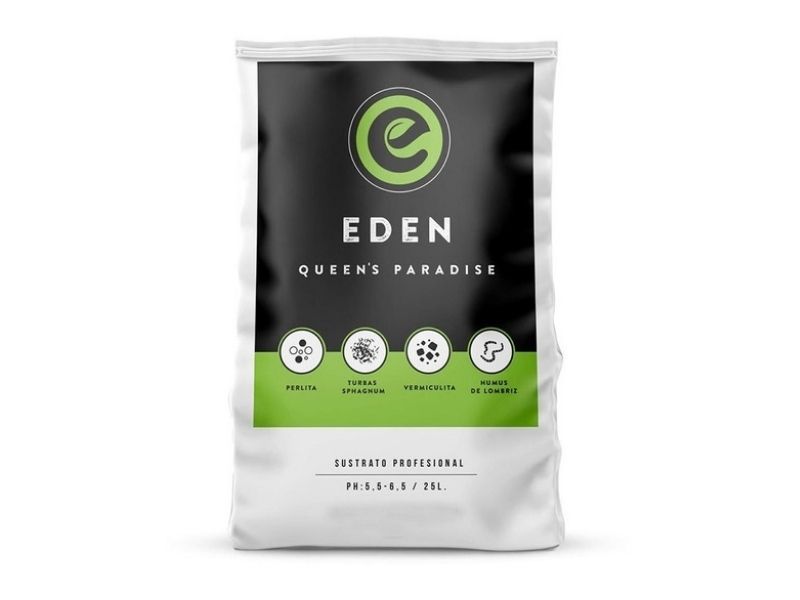 EDEN
QUEEN'S PARADISE
PERLITA
TURBAS
SPHAGNUM
VERMICULITA
HUMUS
DE LOMBRIZ
SUSTRATO PROFESIONAL
PH:5,5-6,5 / 25L.